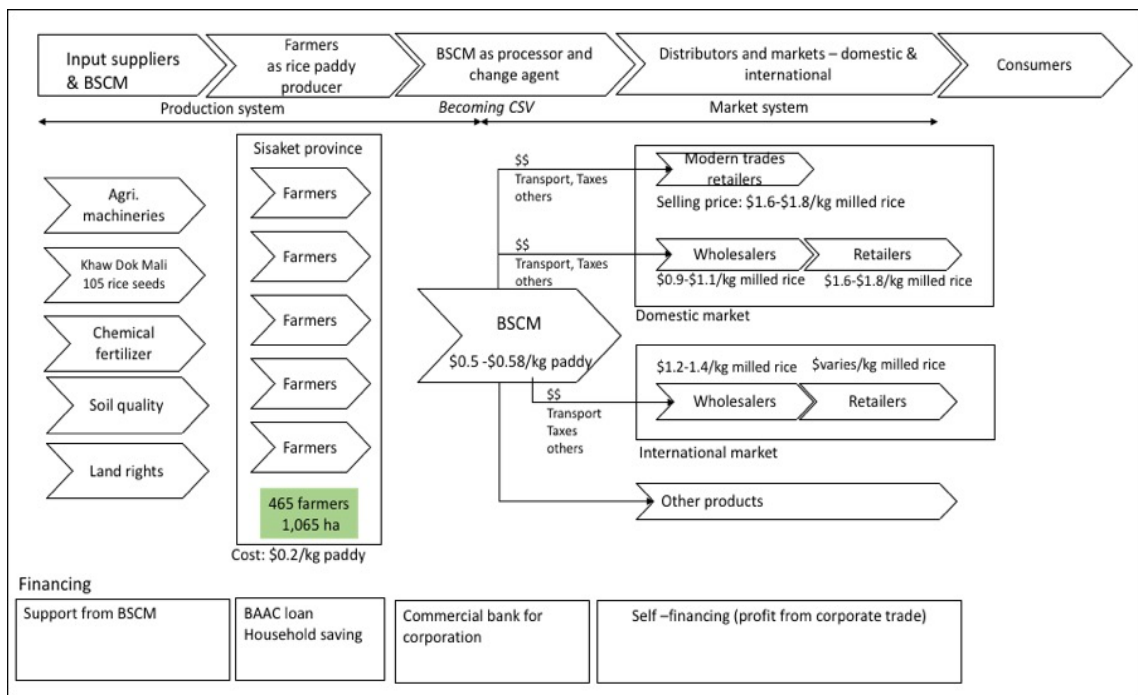 Input suppliers
& BSCM
Farmers
as rice paddy
producer
BSCM as processor and
change agent
Distributors and markets – domestic &
international
Consumers
Production system
Becoming CSV
Market system
Agri.
machineries
Khaw Dok Mali
105 rice seeds
Chemical
fertilizer
Soil quality
Land rights
Sisaket province
Farmers
Farmers
Farmers
Farmers
Farmers
465 farmers
1,065 ha
Cost: $0.2/kg paddy
BSCM
$0.5 -$0.58/kg paddy
$$
Transport, Taxes
others
$$
Transport, Taxes
others
$$
Transport
Taxes
others
Modern trades
retailers
Selling price: $1.6-$1.8/kg milled rice
Wholesalers
Retailers
$0.9-$1.1/kg milled rice
$1.6-$1.8/kg milled rice
Domestic market
$1.2-1.4/kg milled rice
$varies/kg milled rice
Wholesalers
Retailers
International market
Other products
Financing
Support from BSCM
BAAC loan
Household saving
Commercial bank for
corporation
Self –financing (profit from corporate trade)